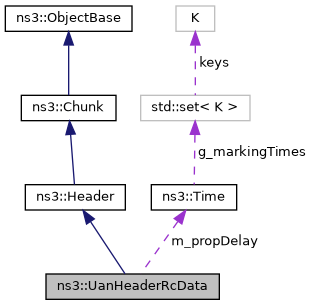 ns3::ObjectBase
K
keys
ns3::Chunk
std::set< K >
g_markingTimes
ns3::Header
ns3::Time
m_propDelay
ns3::UanHeaderRcData